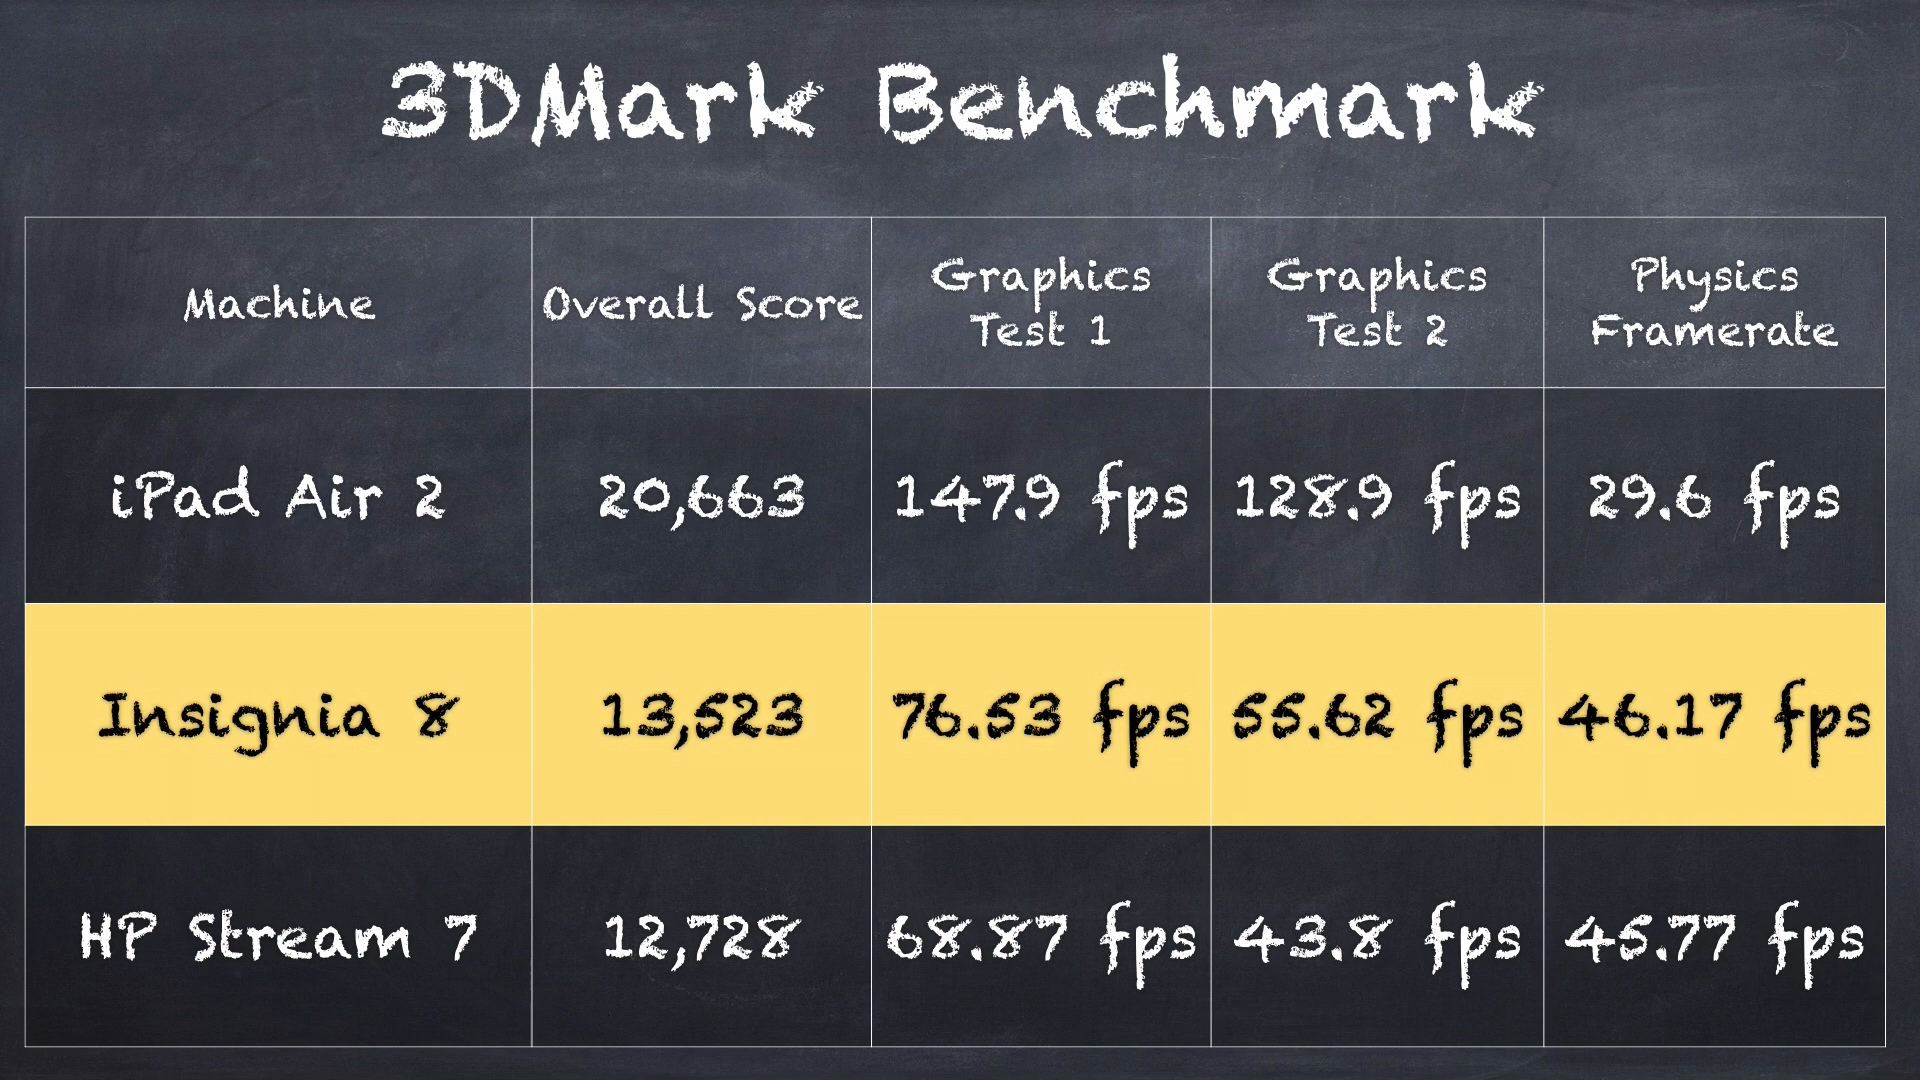 3DMark Benchmark
Machine
Overall Score
Graphics
Test 1
Graphics
Test 2
Physics
Framerate
iPad Air 2
20,663
147.9 fps
128.9 fps
29.6 fps
Insignia 8
13,523
76.53 fps
55.62 fps
46.17 fps
HP Stream 7
12,728
68.87 fps
43.8 fps
45.77 fps